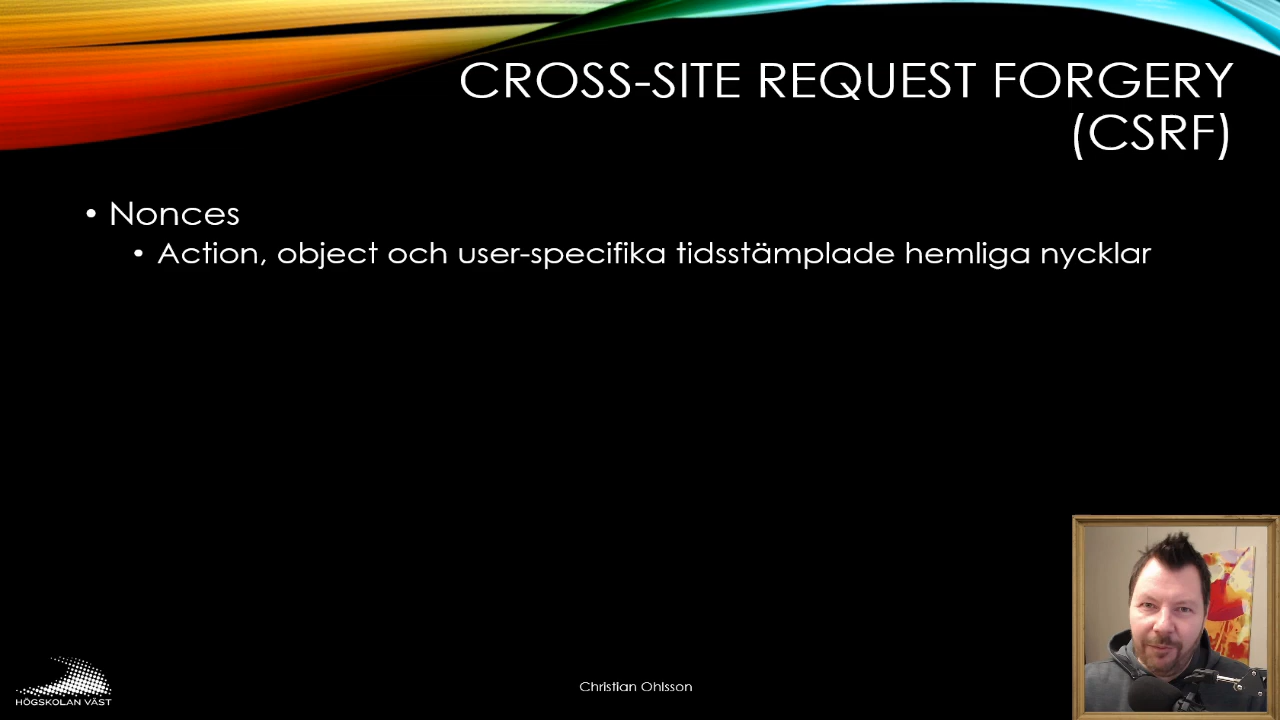 CROSS-SITE REQUEST FORGERY
(CSRF)
• Nonces
• Action, object och user-specifika tidsstämplade hemliga nycklar
HÖGSKOLAN VÄST
Christian Ohlsson